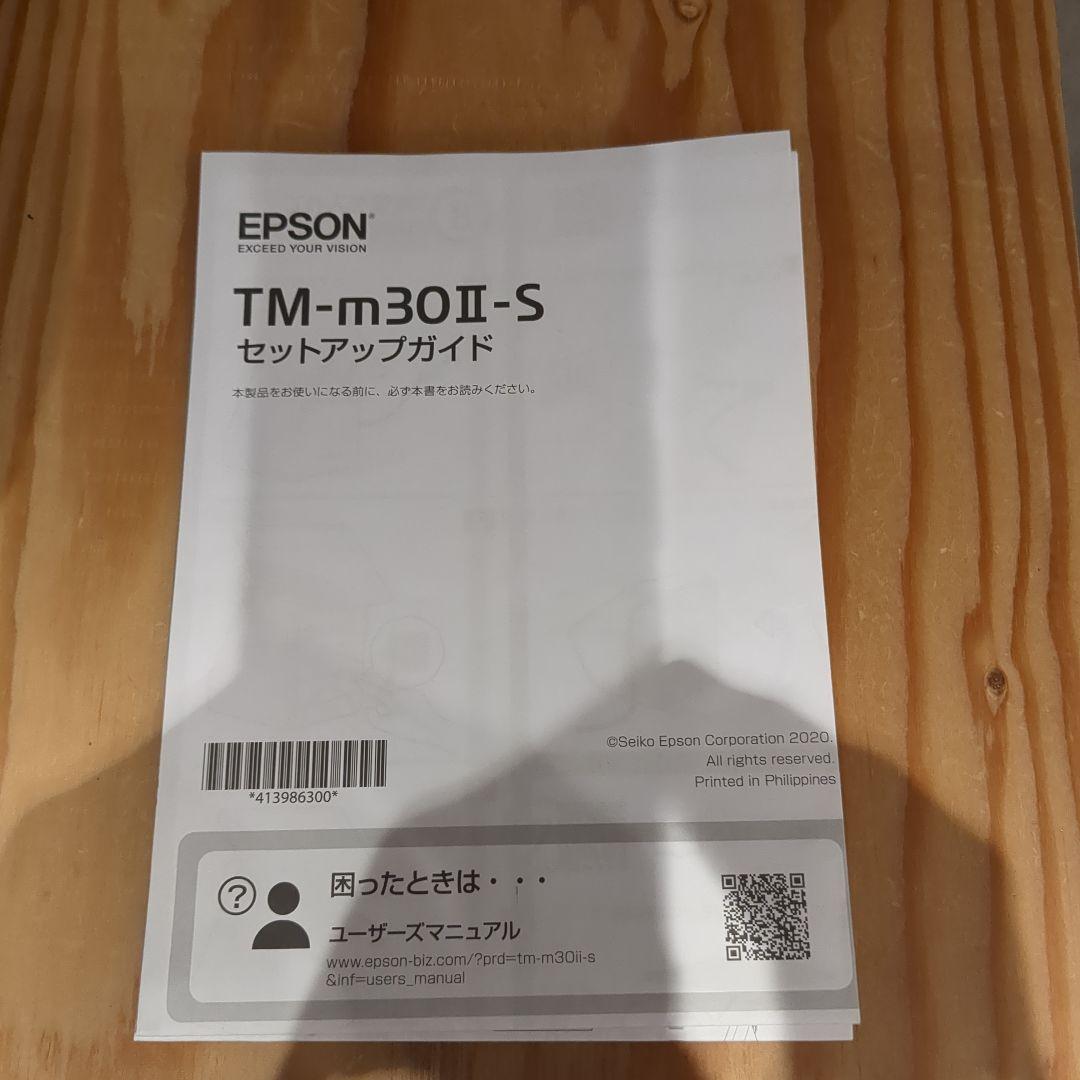 EPSON®
EXCEED YOUR VISION
TM-m30Ⅱ-S
セットアップガイド
本製品をお使いになる前に、必ず本書をお読みください。
©Seiko Epson Corporation 2020.
All rights reserved.
Printed in Philippines
*413986300*
?
困ったときは・・・
ユーザーズマニュアル
www.epson-biz.com/?prd=tm-m30ii-s
&inf=users_manual